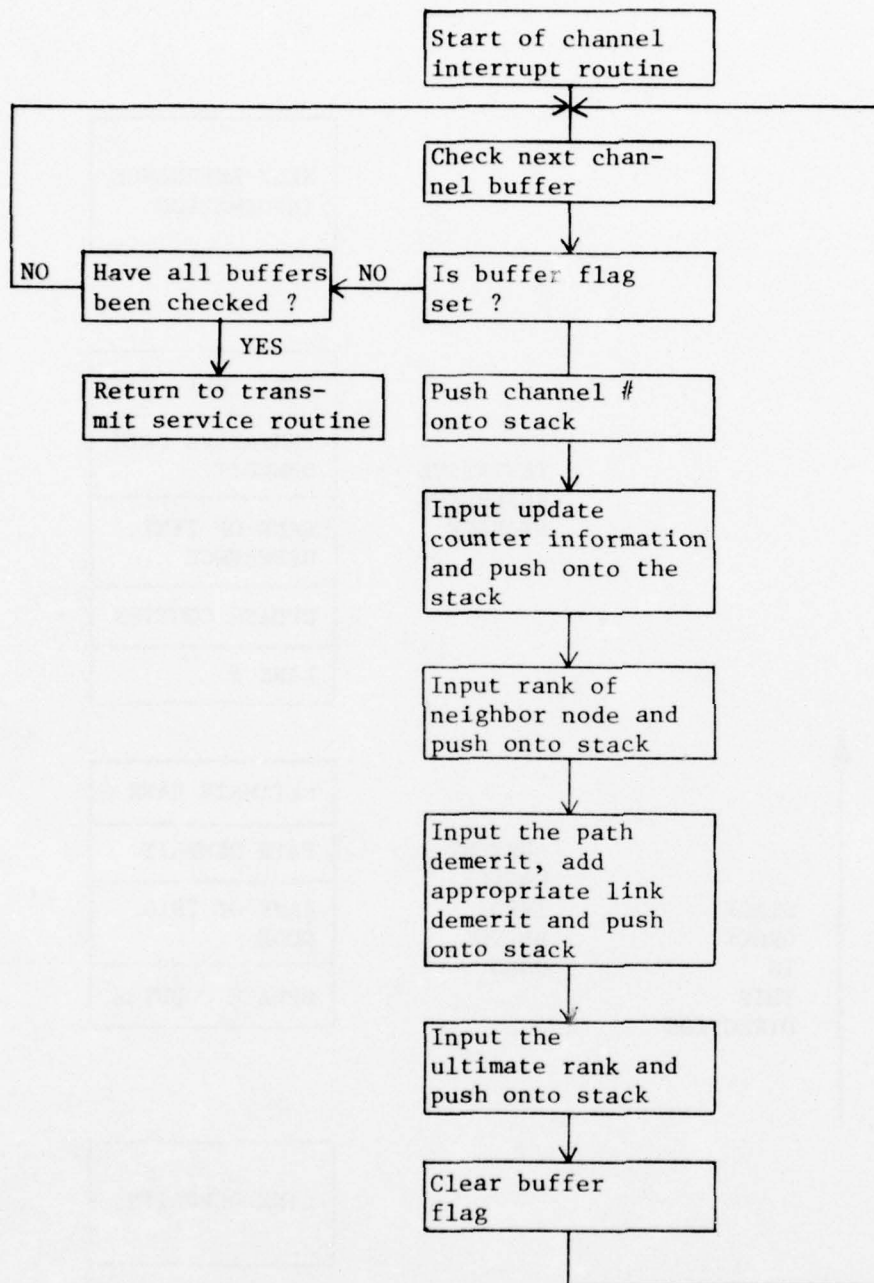 Start of channel
interrupt routine
Check next chan-
nel buffer
NO
Have all buffers
been checked ?
NO
Is buffer flag
set ?
YES
Return to trans-
mit service routine
Push channel #
onto stack
Input update
counter information
and push onto the
stack
Input rank of
neighbor node and
push onto stack
Input the path
demerit, add
appropriate link
demerit and push
onto stack
Input the
ultimate rank and
push onto stack
Clear buffer
flag